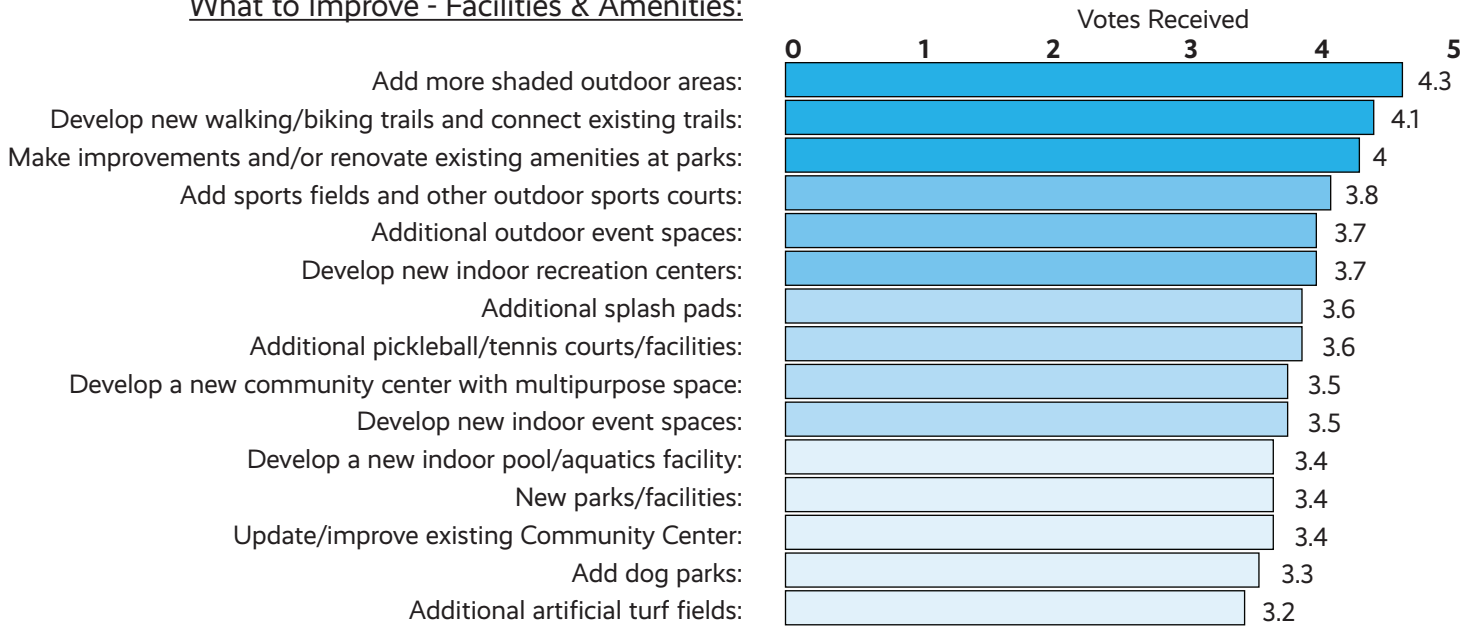 What to Improve - Facilities & Amenities:
Votes Received
0 1 2 3 4 5
Add more shaded outdoor areas: 4.3
Develop new walking/biking trails and connect existing trails: 4.1
Make improvements and/or renovate existing amenities at parks: 4
Add sports fields and other outdoor sports courts: 3.8
Additional outdoor event spaces: 3.7
Develop new indoor recreation centers: 3.7
Additional splash pads: 3.6
Additional pickleball/tennis courts/facilities: 3.6
Develop a new community center with multipurpose space: 3.5
Develop new indoor event spaces: 3.5
Develop a new indoor pool/aquatics facility: 3.4
New parks/facilities: 3.4
Update/improve existing Community Center: 3.4
Add dog parks: 3.3
Additional artificial turf fields: 3.2